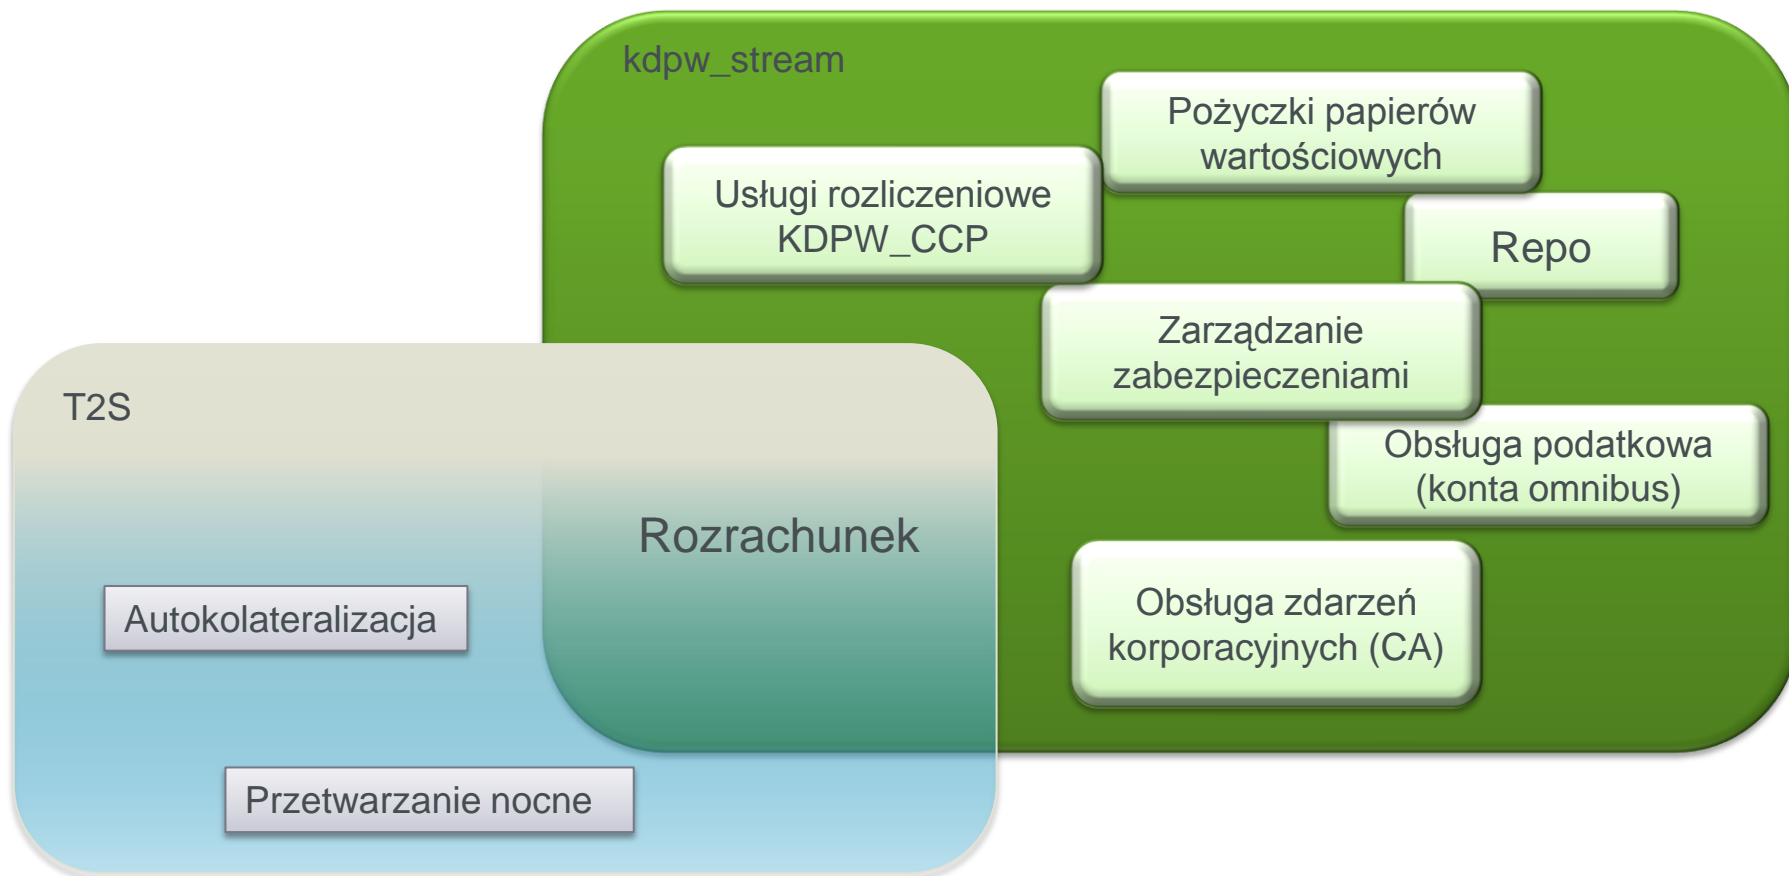 kdpw_stream
Pożyczki papierów
wartościowych
Usługi rozliczeniowe
KDPW_CCP
Repo
Zarządzanie
zabezpieczeniami
T2S
Obsługa podatkowa
(konta omnibus)
Rozrachunek
Autokolateralizacja
Obsługa zdarzeń
korporacyjnych (CA)
Przetwarzanie nocne